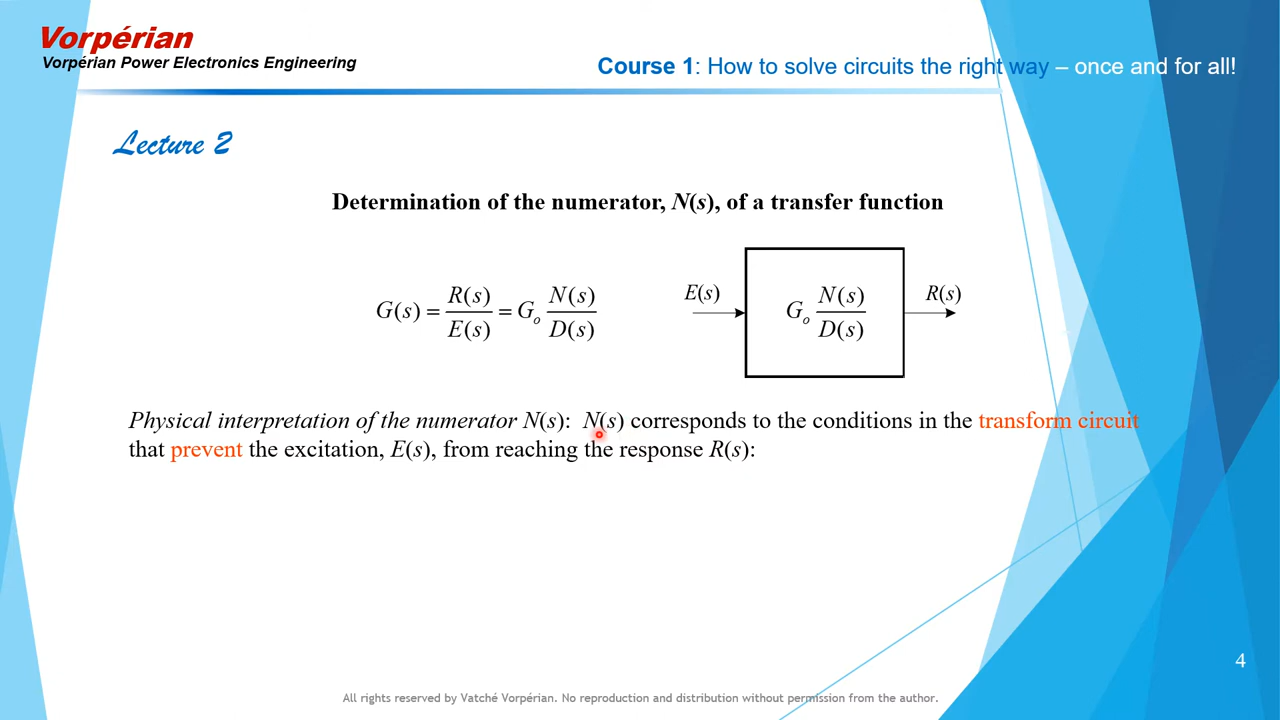 Vorpérian
Vorpérian Power Electronics Engineering
Course 1: How to solve circuits the right way – once and for all!
Lecture 2
Determination of the numerator, N(s), of a transfer function
G(s) = R(s)/E(s) = Gₒ N(s)/D(s)
E(s)
Gₒ N(s)/D(s)
R(s)
Physical interpretation of the numerator N(s): N(s) corresponds to the conditions in the transform circuit
that prevent the excitation, E(s), from reaching the response R(s):
4
All rights reserved by Vatché Vorpérian. No reproduction and distribution without permission from the author.